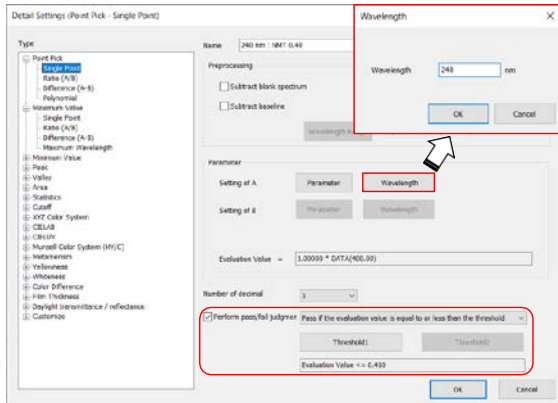 Detail Settings (Point Pick - Single Point)
Type
Point Pick
Single Point
Ratio (A/B)
Difference (A-B)
Polynomial
Maximum Value
Single Point
Ratio (A/B)
Difference (A-B)
Maximum Wavelength
Minimum Value
Peak
Valley
Area
Statistics
Cutoff
XYZ Color System
CIELAB
CIELUV
Munsell Color System (HV/C)
Metamerism
Yellowness
Whiteness
Color Difference
Film Thickness
Daylight transmittance / reflectance
Customize
Name 240 nm : NMT 0.40
Preprocessing
Subtract blank spectrum
Subtract baseline
Parameter
Setting of A Parameter Wavelength
Setting of B Parameter Wavelength
Evaluation Value = 1.00000 * DATA(400.00)
Number of decimal 3
Perform pass/fail judgmer Pass if the evaluation value is equal to or less than the threshold
Threshold1 Threshold2
Evaluation Value <= 0.400
OK Cancel
Wavelength
Wavelength 240 nm
OK Cancel